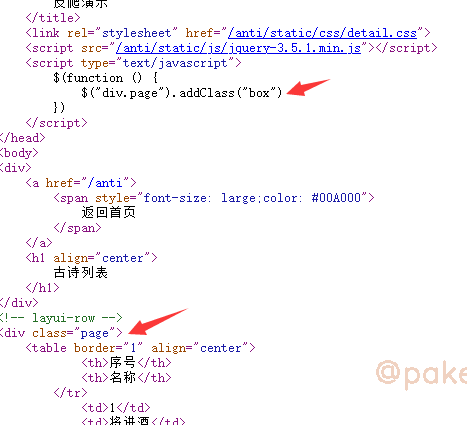 反爬演示
</title>
<link rel="stylesheet" href="/anti/static/css/detail.css">
<script src="/anti/static/js/jquery-3.5.1.min.js"></script>
<script type="text/javascript">
$(function () {
$("div.page").addClass("box")
})
</script>
</head>
<body>
<div>
<a href="/anti">
<span style="font-size: large;color: #00A000">
返回首页
</span>
</a>
<h1 align="center">
古诗列表
</h1>
</div>
<!-- layui-row -->
<div class="page">
<table border="1" align="center">
<th>序号</th>
<th>名称</th>
</tr>
<td>1</td>
<td>将进酒</td>
@pake